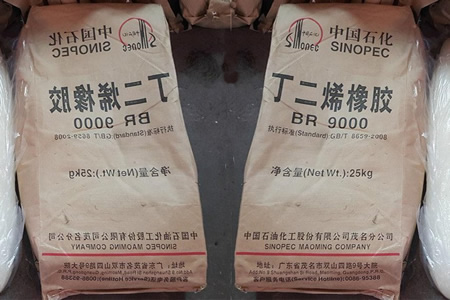 中国石化
SINOPEC
丁二烯橡胶
BR 9000
执行标准(Standard) GB/T 8659-2008
净含量(Net Wt.):25kg
中国石油化工股份有限公司茂名分公司
SINOPEC MAOMING COMPANY
中国石化
SINOPEC
丁二烯橡胶
BR 9000
执行标准(Standard) GB/T 8659-2008
净含量(Net Wt.):25kg
中国石油化工股份有限公司茂名分公司
SINOPEC MAOMING COMPANY